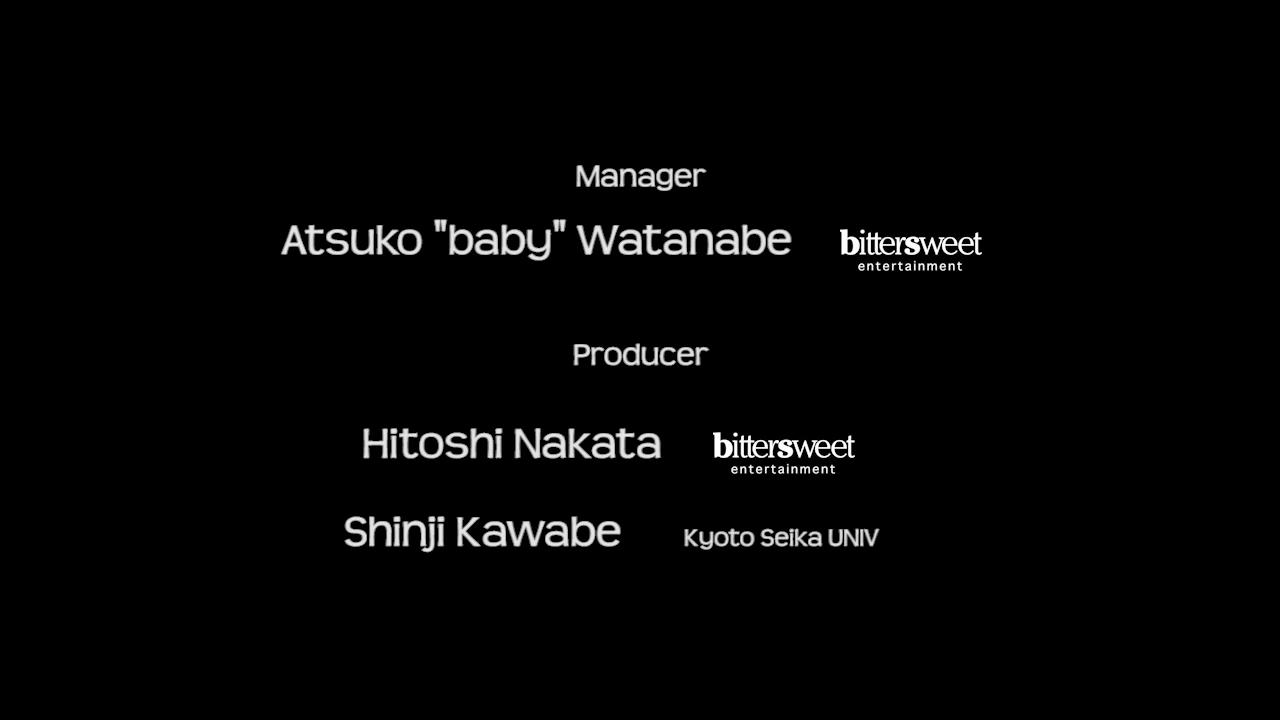 Manager
Atsuko "baby" Watanabe bittersweet
entertainment
Producer
Hitoshi Nakata bittersweet
entertainment
Shinji Kawabe Kyoto Seika UNIV